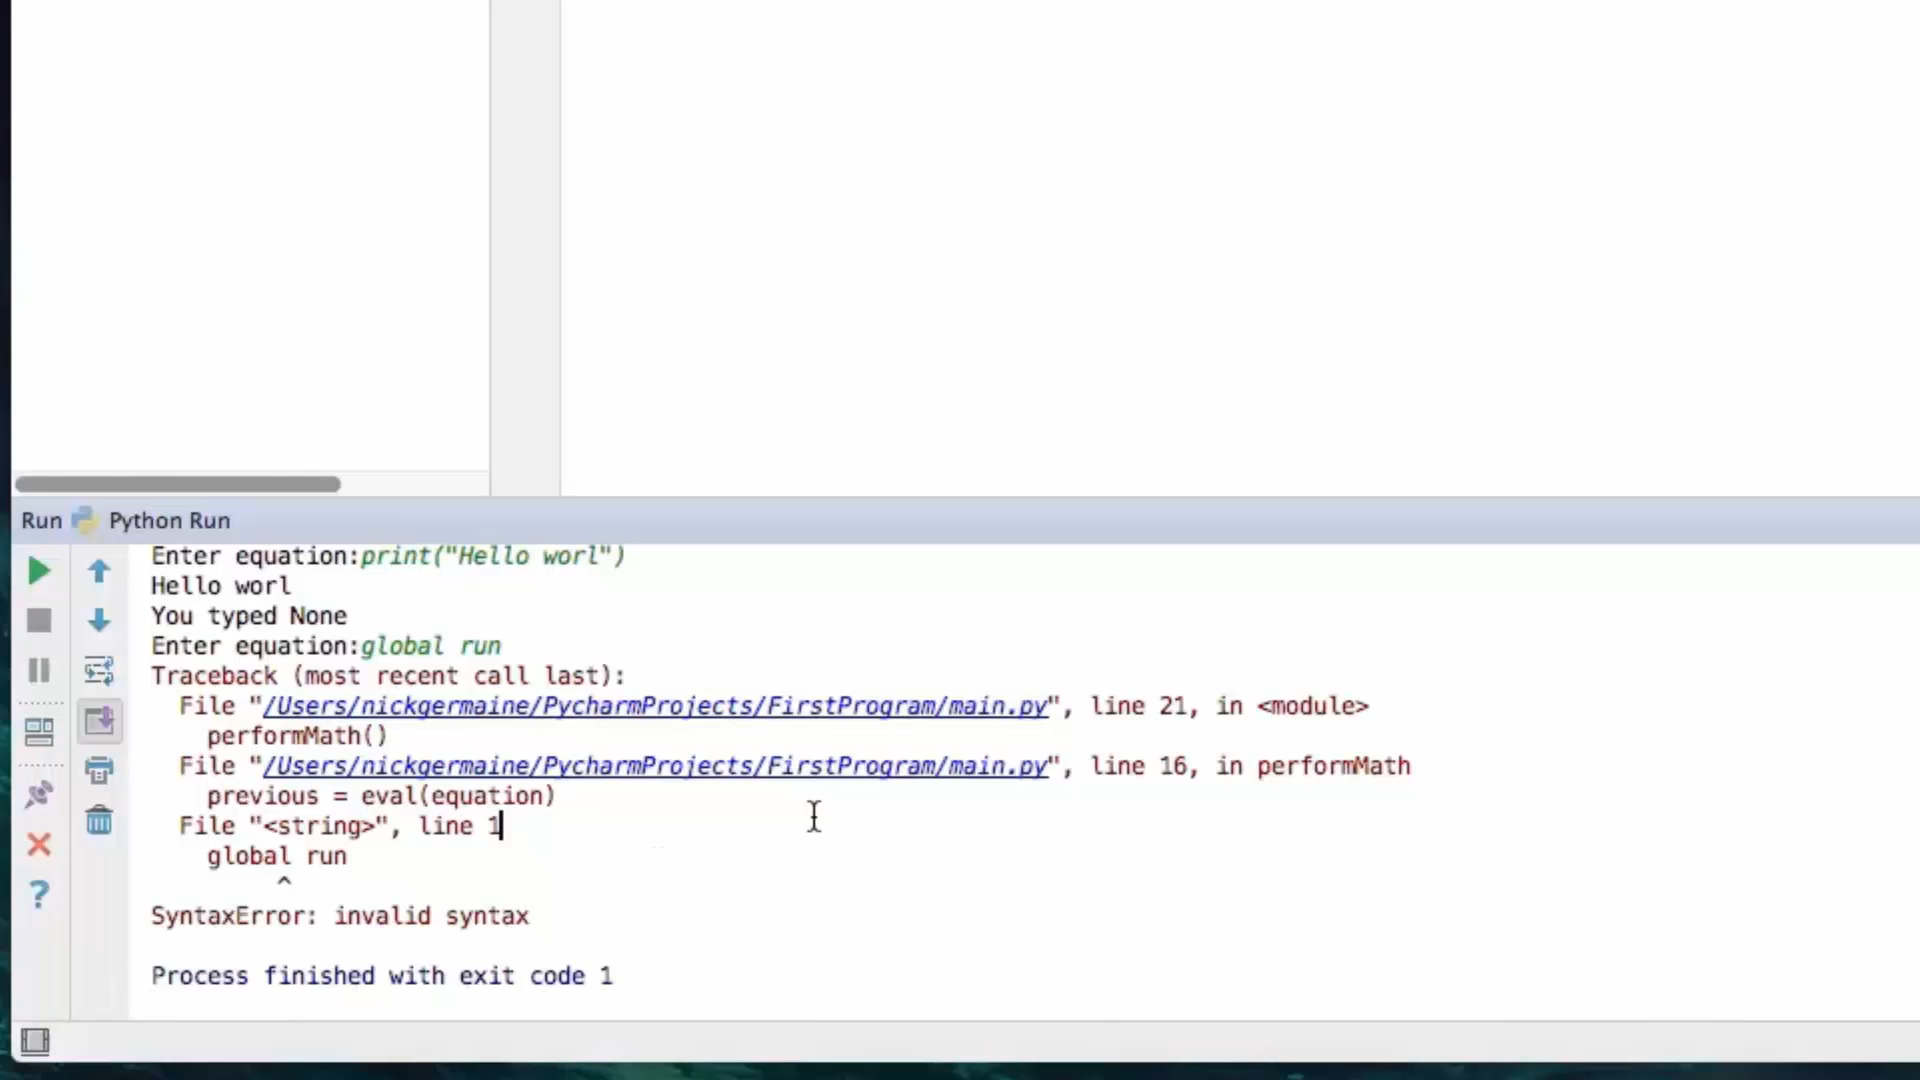 Run Python Run
Enter equation:print("Hello worl")
Hello worl
You typed None
Enter equation:global run
Traceback (most recent call last):
  File "/Users/nickgermaine/PycharmProjects/FirstProgram/main.py", line 21, in <module>
    performMath()
  File "/Users/nickgermaine/PycharmProjects/FirstProgram/main.py", line 16, in performMath
    previous = eval(equation)
  File "<string>", line 1
    global run
         ^
SyntaxError: invalid syntax
Process finished with exit code 1